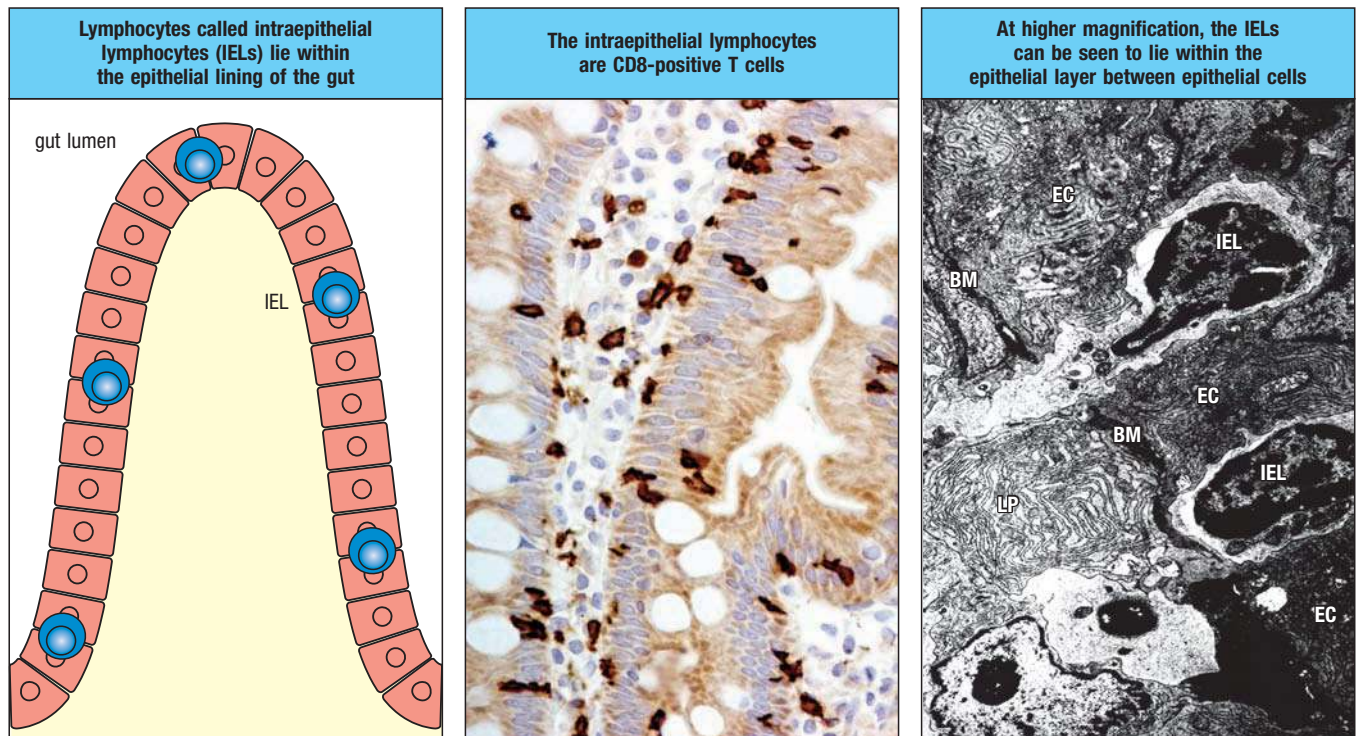 Lymphocytes called intraepithelial
lymphocytes (IELs) lie within
the epithelial lining of the gut
gut lumen
IEL
The intraepithelial lymphocytes
are CD8-positive T cells
At higher magnification, the IELs
can be seen to lie within the
epithelial layer between epithelial cells
EC
IEL
BM
EC
BM
IEL
LP
EC